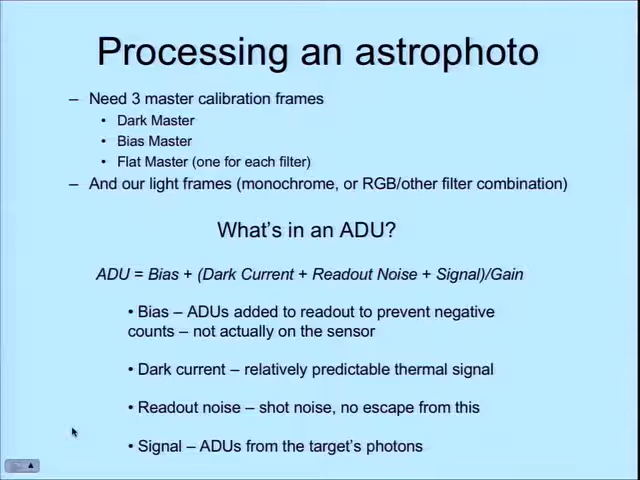 Processing an astrophoto
– Need 3 master calibration frames
• Dark Master
• Bias Master
• Flat Master (one for each filter)
– And our light frames (monochrome, or RGB/other filter combination)
What's in an ADU?
ADU = Bias + (Dark Current + Readout Noise + Signal)/Gain
• Bias – ADUs added to readout to prevent negative
counts – not actually on the sensor
• Dark current – relatively predictable thermal signal
• Readout noise – shot noise, no escape from this
• Signal – ADUs from the target's photons